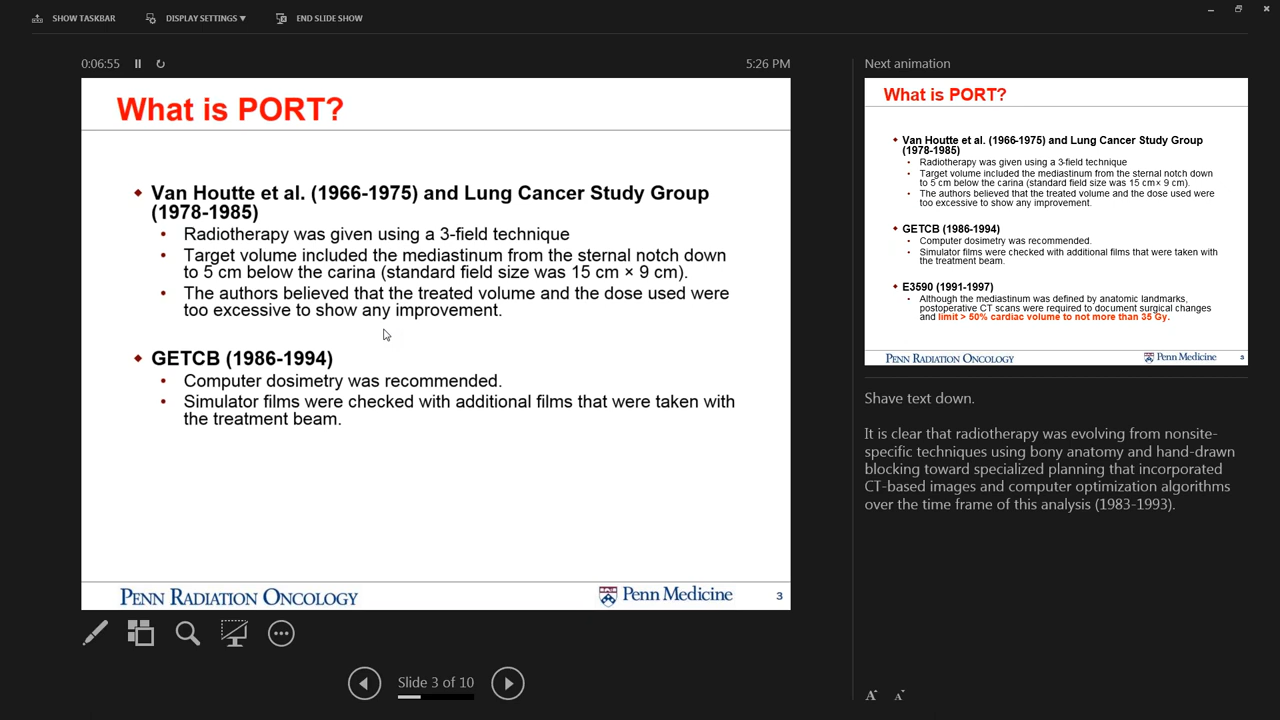 SHOW TASKBAR
DISPLAY SETTINGS ▼
END SLIDE SHOW
0:06:55
5:26 PM
What is PORT?
Van Houtte et al. (1966-1975) and Lung Cancer Study Group
(1978-1985)
• Radiotherapy was given using a 3-field technique
• Target volume included the mediastinum from the sternal notch down
to 5 cm below the carina (standard field size was 15 cm × 9 cm).
• The authors believed that the treated volume and the dose used were
too excessive to show any improvement.
GETCB (1986-1994)
• Computer dosimetry was recommended.
• Simulator films were checked with additional films that were taken with
the treatment beam.
PENN RADIATION ONCOLOGY
Penn Medicine
3
Slide 3 of 10
Next animation
What is PORT?
Van Houtte et al. (1966-1975) and Lung Cancer Study Group
(1978-1985)
• Radiotherapy was given using a 3-field technique
• Target volume included the mediastinum from the sternal notch down
to 5 cm below the carina (standard field size was 15 cm× 9 cm).
• The authors believed that the treated volume and the dose used were
too excessive to show any improvement.
GETCB (1986-1994)
• Computer dosimetry was recommended.
• Simulator films were checked with additional films that were taken with
the treatment beam.
E3590 (1991-1997)
• Although the mediastinum was defined by anatomic landmarks,
postoperative CT scans were required to document surgical changes
and limit > 50% cardiac volume to not more than 35 Gy.
PENN RADIATION ONCOLOGY
Penn Medicine
3
Shave text down.
It is clear that radiotherapy was evolving from nonsite-
specific techniques using bony anatomy and hand-drawn
blocking toward specialized planning that incorporated
CT-based images and computer optimization algorithms
over the time frame of this analysis (1983-1993).
A A